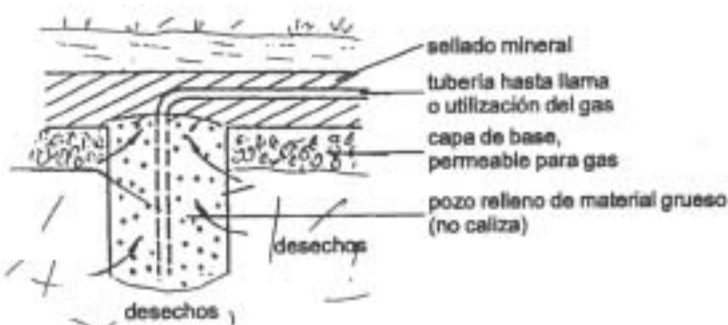 sellado mineral
tubería hasta llama
o utilización del gas
capa de base,
permeable para gas
pozo relleno de material grueso
(no caliza)
desechos
desechos